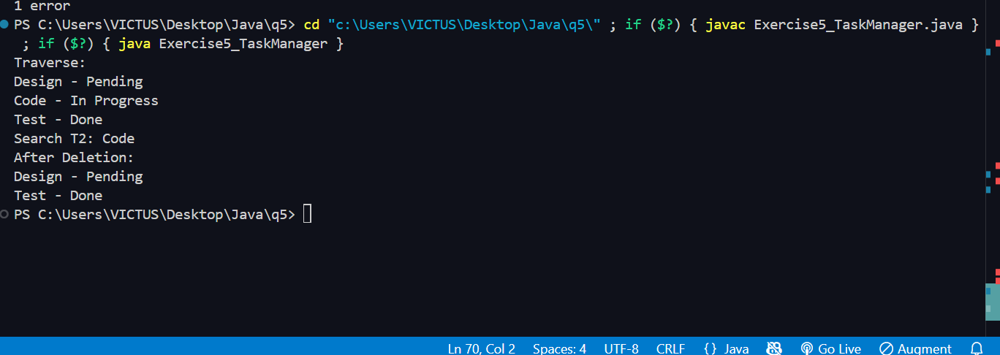 1 error
PS C:\Users\VICTUS\Desktop\Java\q5> cd "c:\Users\VICTUS\Desktop\Java\q5\" ; if ($?) { javac Exercise5_TaskManager.java }
; if ($?) { java Exercise5_TaskManager }
Traverse:
Design - Pending
Code - In Progress
Test - Done
Search T2: Code
After Deletion:
Design - Pending
Test - Done
PS C:\Users\VICTUS\Desktop\Java\q5>
Ln 70, Col 2 Spaces: 4 UTF-8 CRLF {} Java Go Live Augment